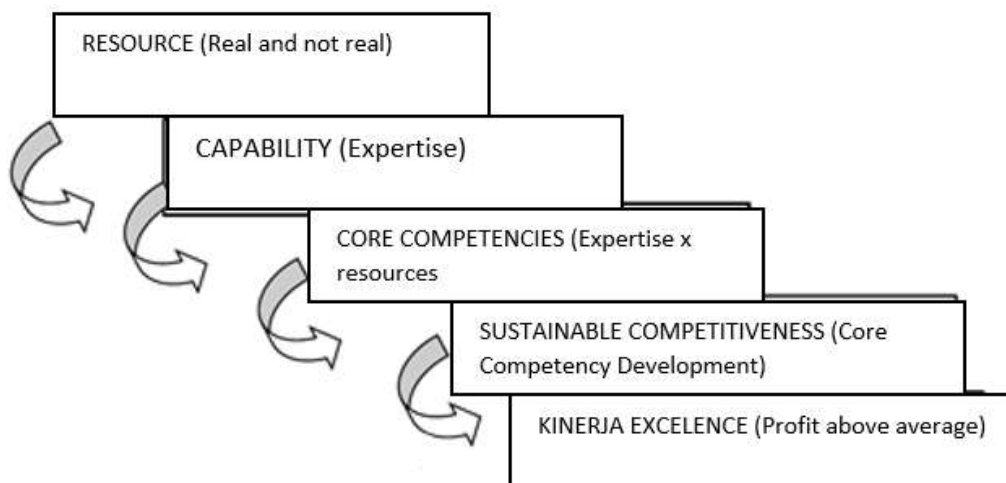 RESOURCE (Real and not real)
CAPABILITY (Expertise)
CORE COMPETENCIES (Expertise x
resources
SUSTAINABLE COMPETITIVENESS (Core
Competency Development)
KINERJA EXCELENCE (Profit above average)